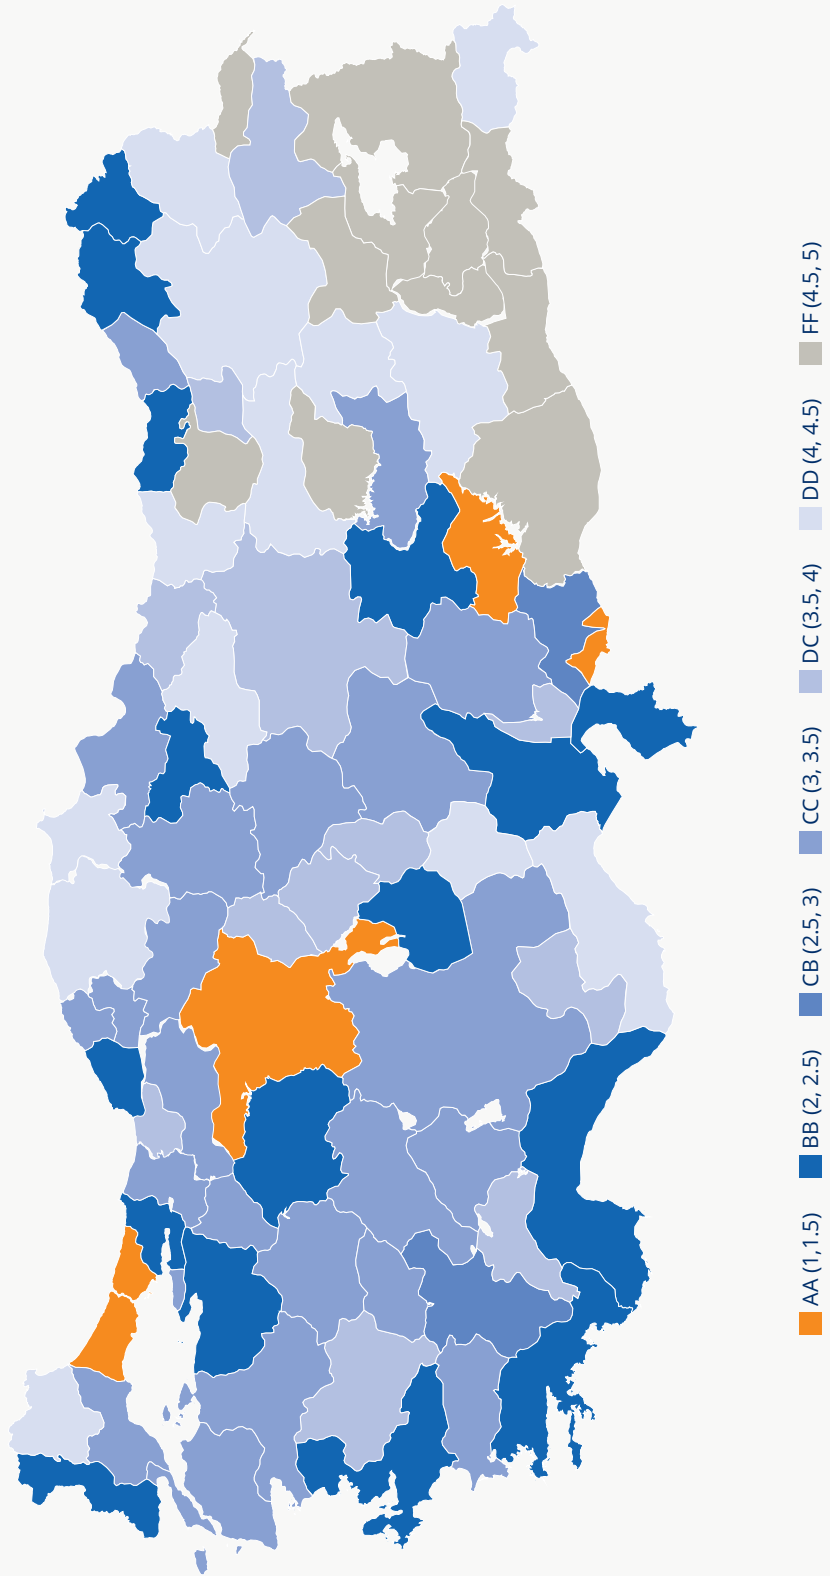 AA (1,1.5)
BB (2, 2.5)
CB (2.5, 3)
CC (3, 3.5)
DC (3.5, 4)
DD (4, 4.5)
FF (4.5, 5)